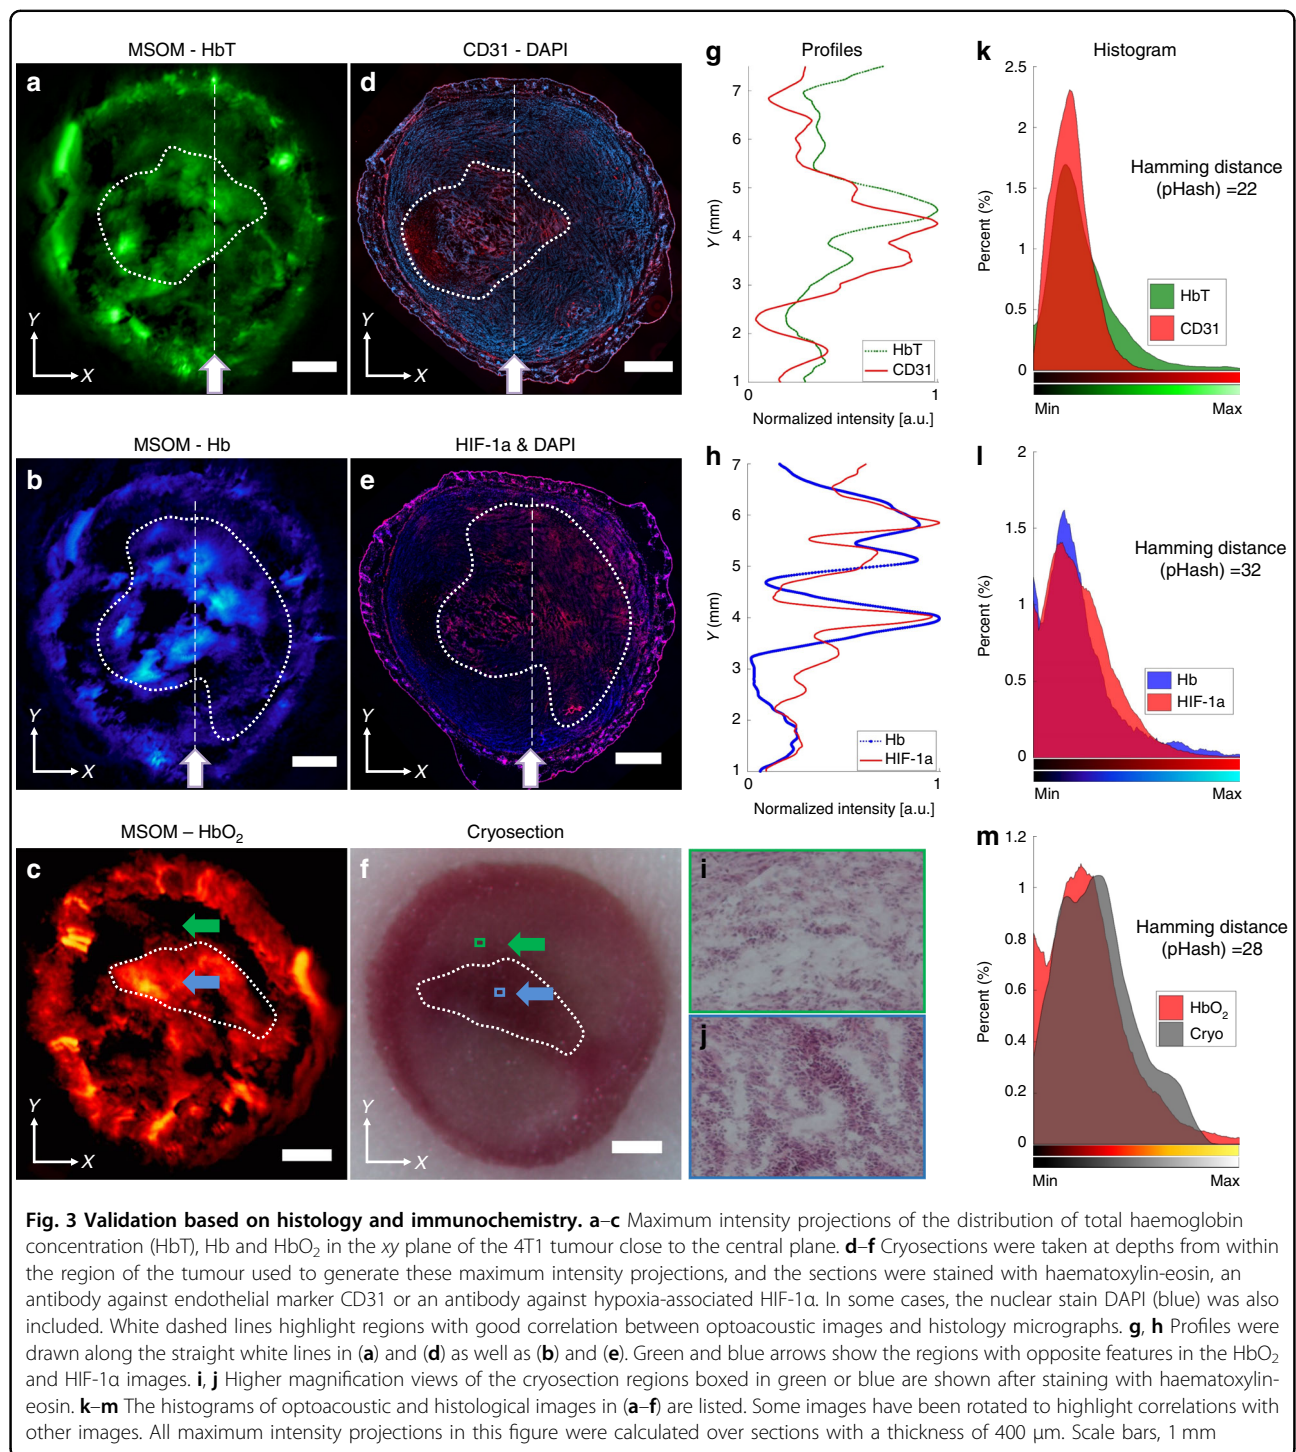 MSOM - HbT
CD31 - DAPI
g
Profiles
k
Histogram
a
d
Y
X
Y
X
7
6
5
4
3
2
1
Y (mm)
HbT
CD31
0
1
Normalized intensity [a.u.]
2.5
2
1.5
1
0.5
0
Percent (%)
Hamming distance
(pHash) =22
HbT
CD31
Min
Max
MSOM - Hb
HIF-1a & DAPI
h
l
b
e
Y
X
Y
X
7
6
5
4
3
2
1
Y (mm)
Hb
HIF-1a
0
1
Normalized intensity [a.u.]
2
1.5
1
0.5
0
Percent (%)
Hamming distance
(pHash) =32
Hb
HIF-1a
Min
Max
MSOM – HbO₂
Cryosection
m
c
f
i
j
Y
X
Y
X
1.2
1
0.8
0.6
0.4
0.2
0
Percent (%)
Hamming distance
(pHash) =28
HbO₂
Cryo
Min
Max
Fig. 3 Validation based on histology and immunochemistry. a–c Maximum intensity projections of the distribution of total haemoglobin
concentration (HbT), Hb and HbO₂ in the xy plane of the 4T1 tumour close to the central plane. d–f Cryosections were taken at depths from within
the region of the tumour used to generate these maximum intensity projections, and the sections were stained with haematoxylin-eosin, an
antibody against endothelial marker CD31 or an antibody against hypoxia-associated HIF-1α. In some cases, the nuclear stain DAPI (blue) was also
included. White dashed lines highlight regions with good correlation between optoacoustic images and histology micrographs. g, h Profiles were
drawn along the straight white lines in (a) and (d) as well as (b) and (e). Green and blue arrows show the regions with opposite features in the HbO₂
and HIF-1α images. i, j Higher magnification views of the cryosection regions boxed in green or blue are shown after staining with haematoxylin-
eosin. k–m The histograms of optoacoustic and histological images in (a–f) are listed. Some images have been rotated to highlight correlations with
other images. All maximum intensity projections in this figure were calculated over sections with a thickness of 400 µm. Scale bars, 1 mm